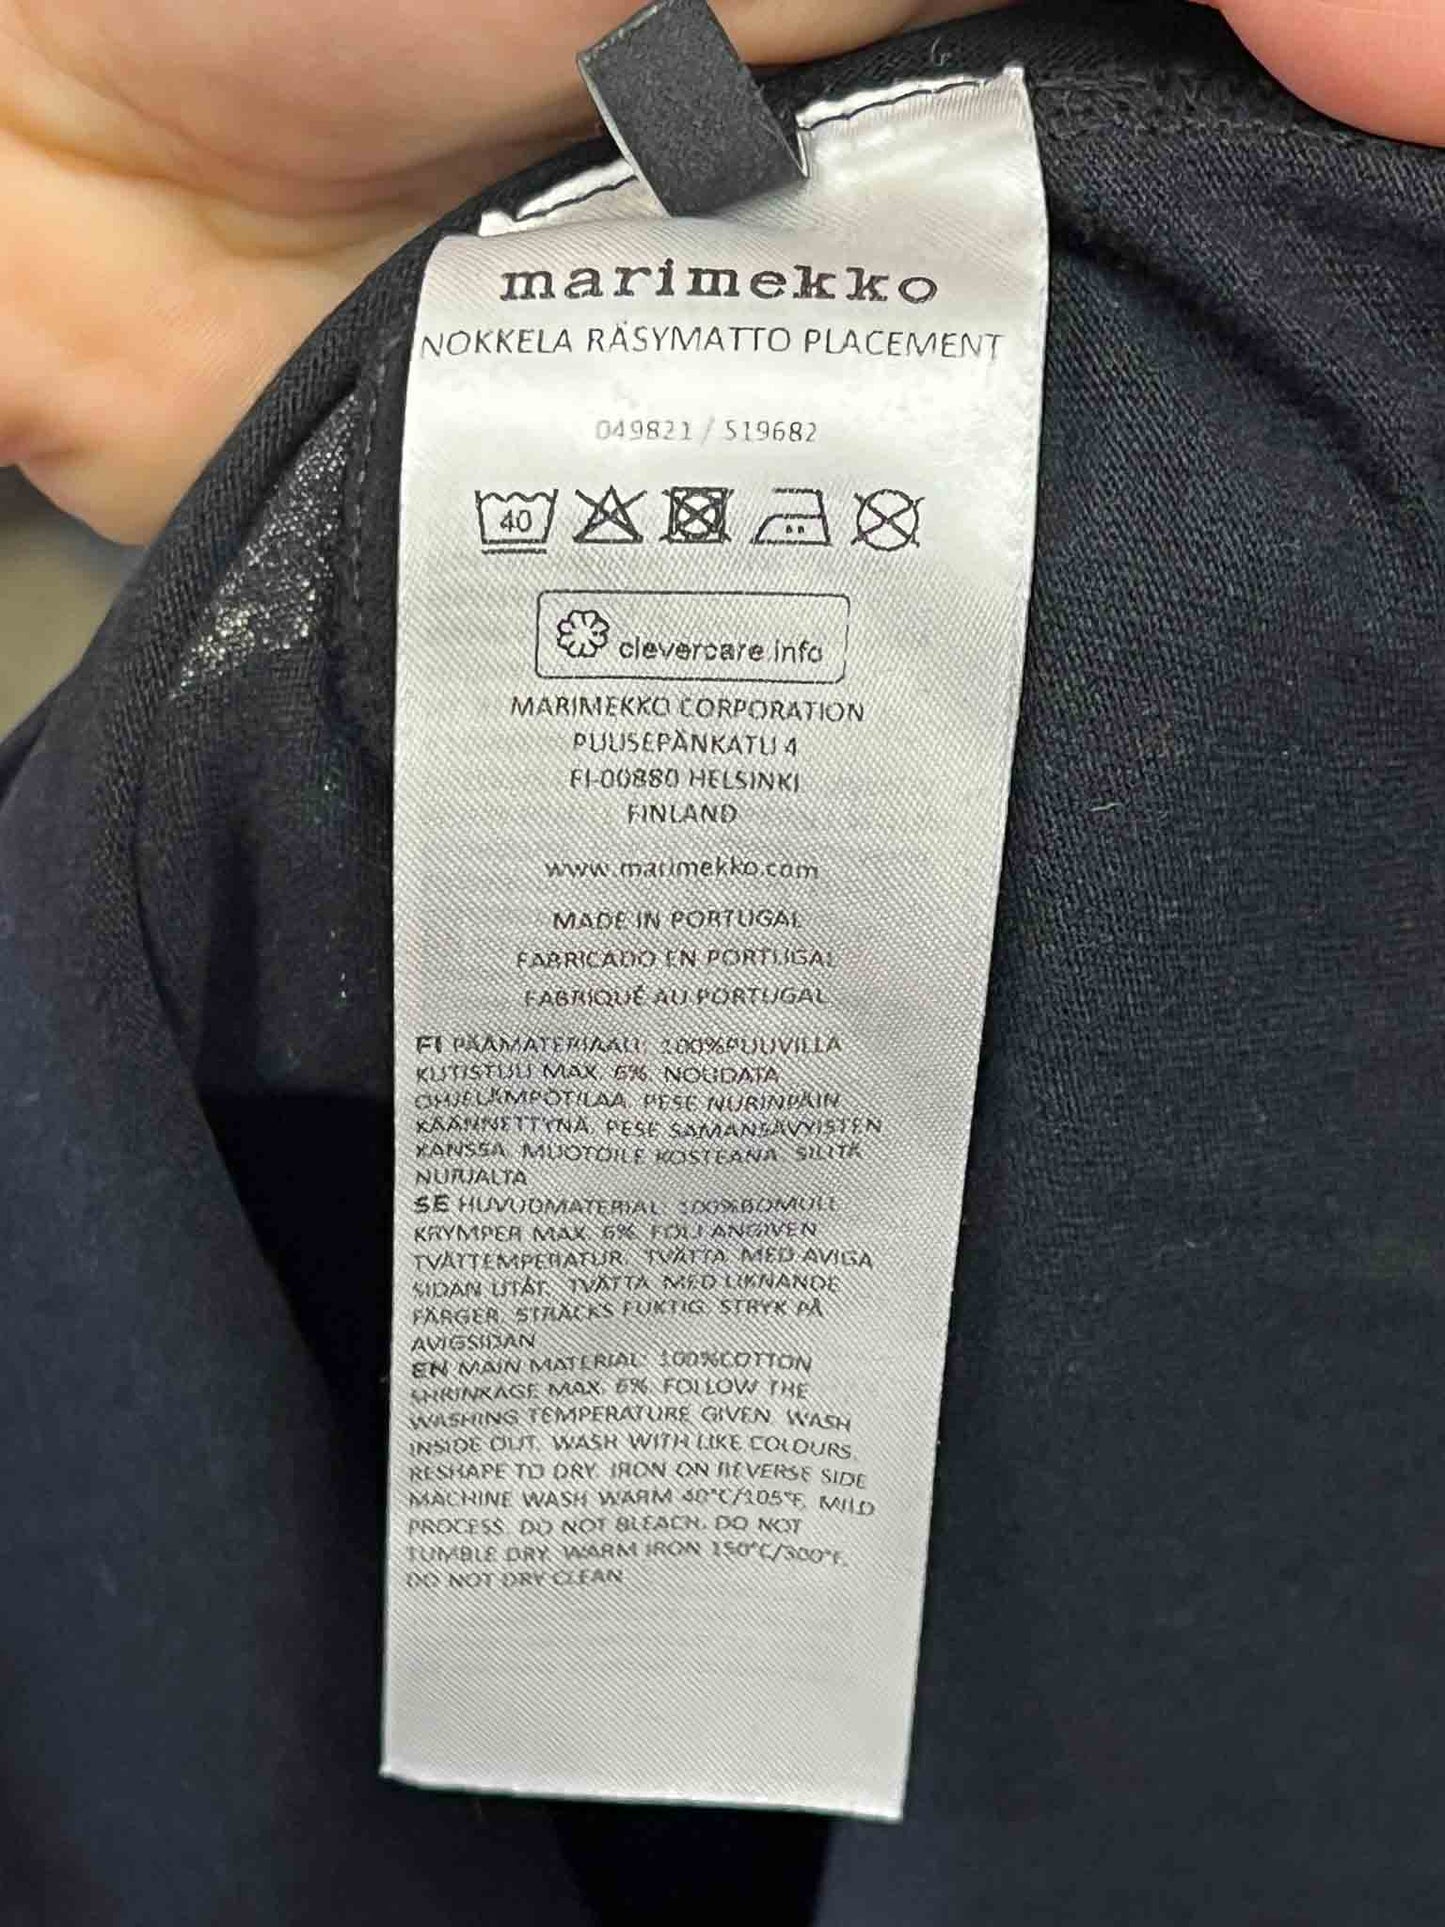 marimekko
NOKKELA RÄSYMATTO PLACEMENT
049821 / 519682
40
clevercare.info
MARIMEKKO CORPORATION
PUUSEPÄNKATU 4
FI-00880 HELSINKI
FINLAND
www.marimekko.com
MADE IN PORTUGAL
FABRICADO EN PORTUGAL
FABRIQUÉ AU PORTUGAL
FI PÄÄMATERIAALI: 100%PUUVILLA
KUTISTUU MAX. 6%. NOUDATA
OHJELÄMPÖTILAA. PESE NURINPÄIN
KÄÄNNETTYNÄ. PESE SAMANSÄVYISTEN
KANSSA. MUOTOILE KOSTEANA. SILITÄ
NURJALTA
SE HUVUDMATERIAL: 100%BOMULL
KRYMPER MAX. 6%. FÖLJ ANGIVEN
TVÄTTEMPERATUR. TVÄTTA MED AVIGA
SIDAN UTÅT. TVÄTTA MED LIKNANDE
FÄRGER. STRÄCKS FUKTIG. STRYK PÅ
AVIGSIDAN
EN MAIN MATERIAL: 100%COTTON
SHRINKAGE MAX. 6%. FOLLOW THE
WASHING TEMPERATURE GIVEN. WASH
INSIDE OUT. WASH WITH LIKE COLOURS.
RESHAPE TO DRY. IRON ON REVERSE SIDE
MACHINE WASH WARM 40°C/105°F, MILD
PROCESS. DO NOT BLEACH. DO NOT
TUMBLE DRY. WARM IRON 150°C/300°F.
DO NOT DRY CLEAN